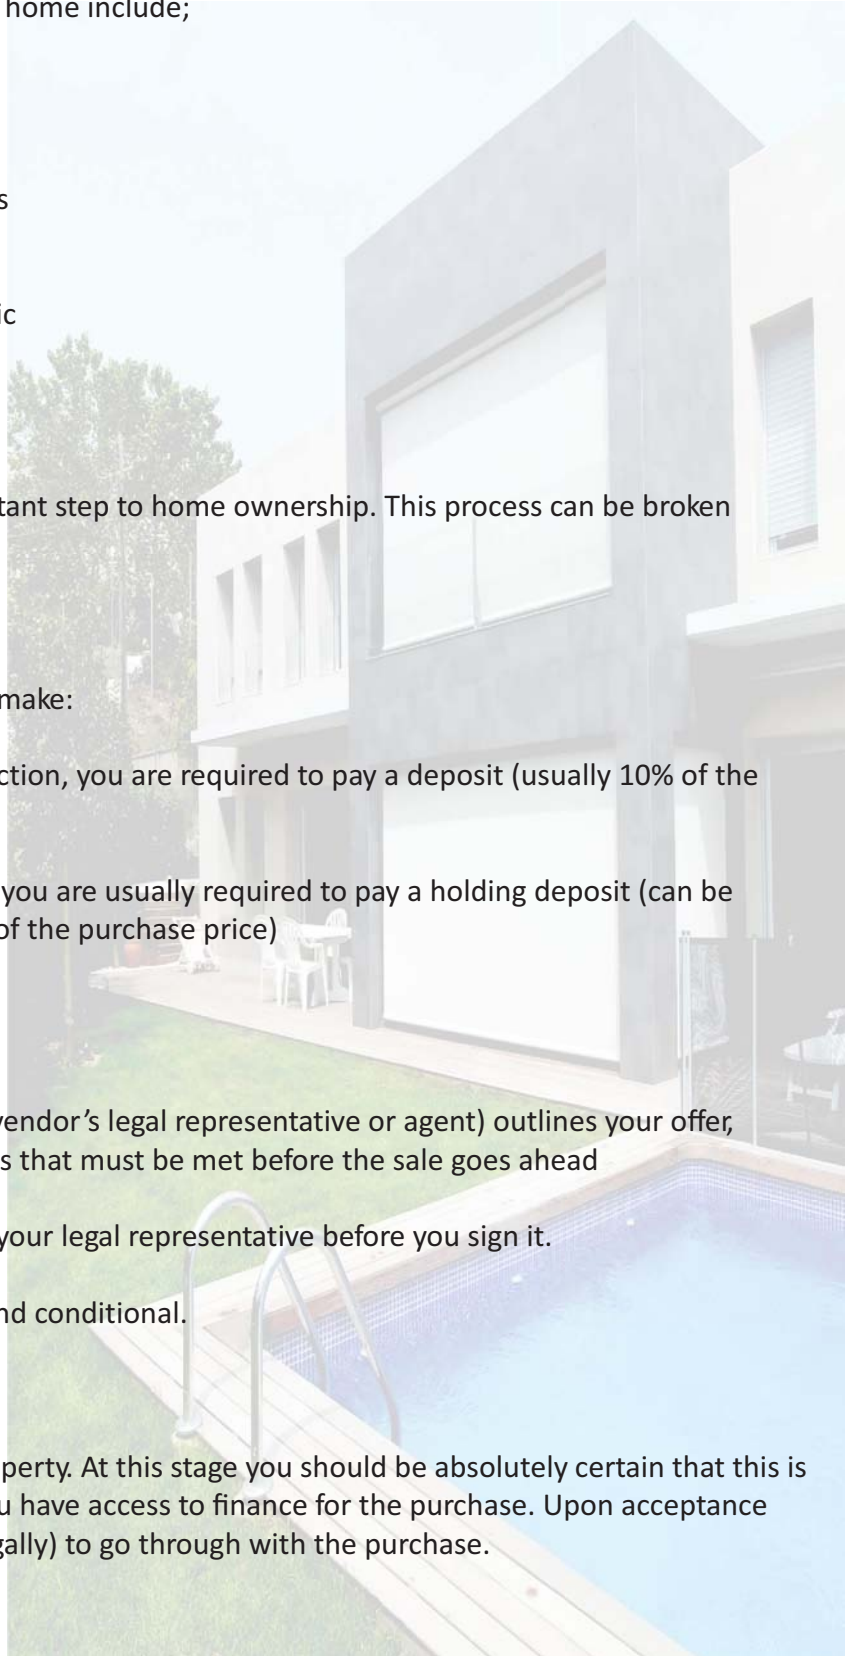 home include;
s
ic
tant step to home ownership. This process can be broken
make:
ction, you are required to pay a deposit (usually 10% of the
you are usually required to pay a holding deposit (can be
of the purchase price)
vendor’s legal representative or agent) outlines your offer,
s that must be met before the sale goes ahead
your legal representative before you sign it.
nd conditional.
perty. At this stage you should be absolutely certain that this is
u have access to finance for the purchase. Upon acceptance
gally) to go through with the purchase.